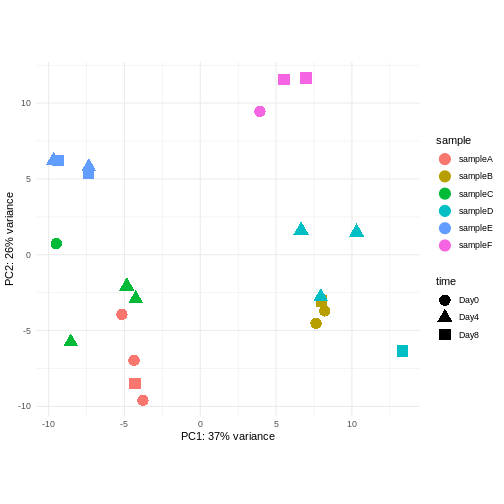 10
5
0
-5
-10
-10
-5
0
5
10
PC1: 37% variance
PC2: 26% variance
sample
sampleA
sampleB
sampleC
sampleD
sampleE
sampleF
time
Day0
Day4
Day8